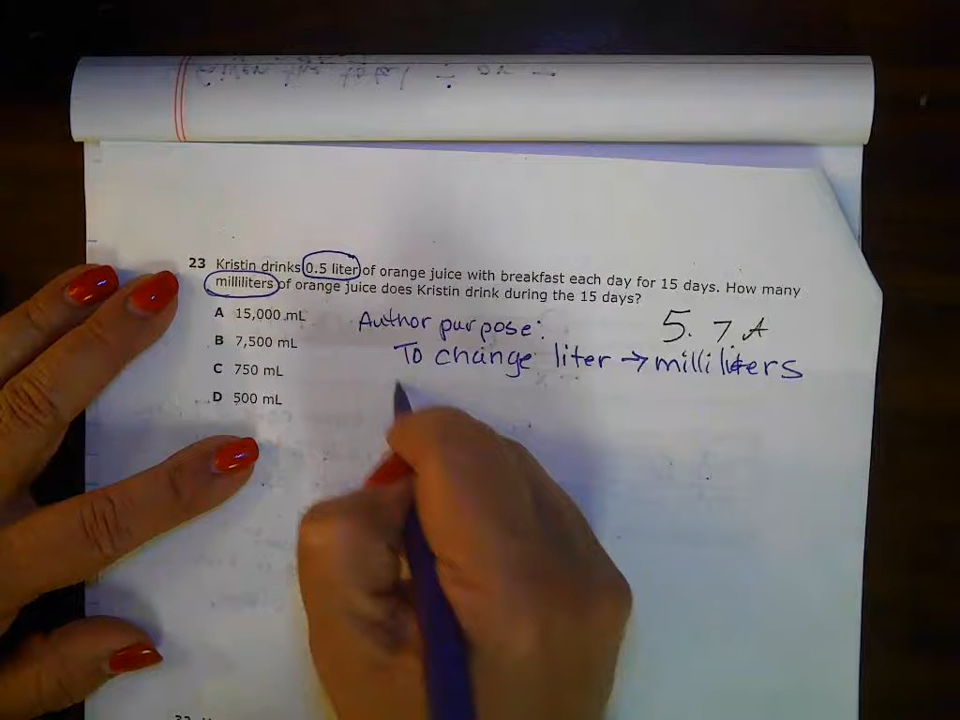 23 Kristin drinks 0.5 liter of orange juice with breakfast each day for 15 days. How many
milliliters of orange juice does Kristin drink during the 15 days?
A 15,000 mL
B 7,500 mL
C 750 mL
D 500 mL
Author purpose:
5.7A
To change liter → milliliters